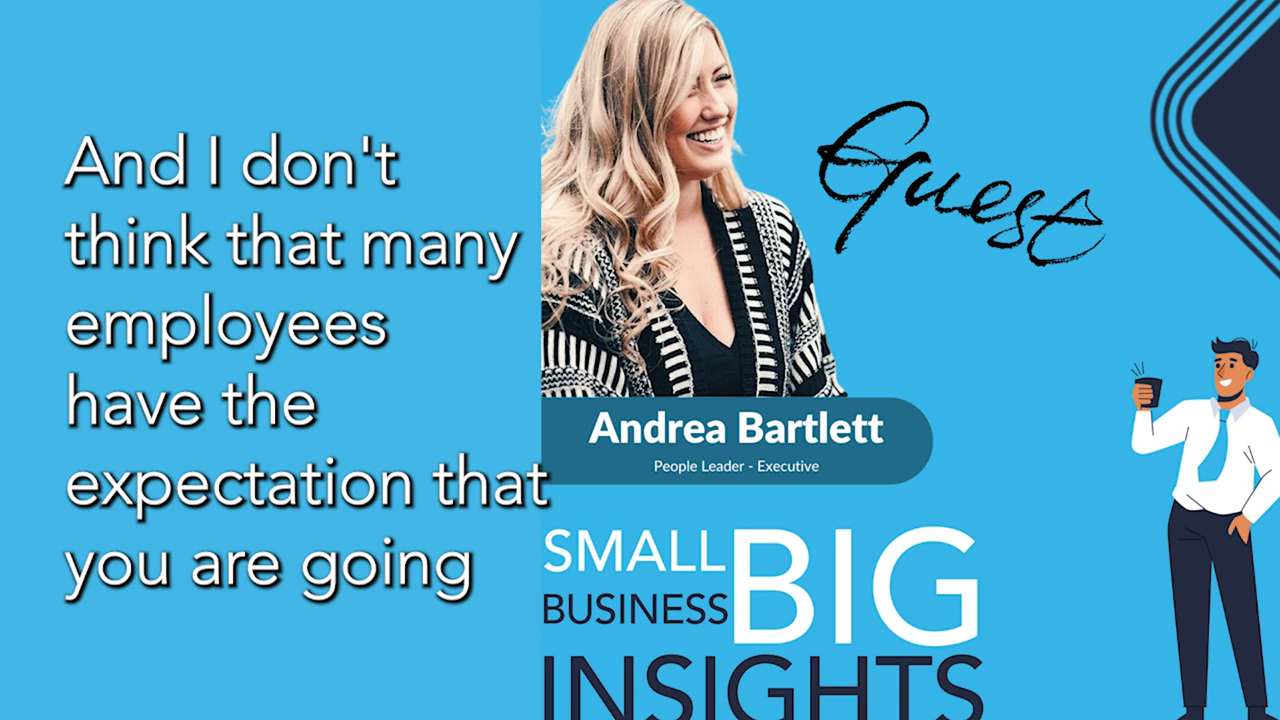 And I don't
think that many
employees
have the
expectation that
you are going
Guest
Andrea Bartlett
People Leader - Executive
SMALL
BUSINESS
BIG
INSIGHTS